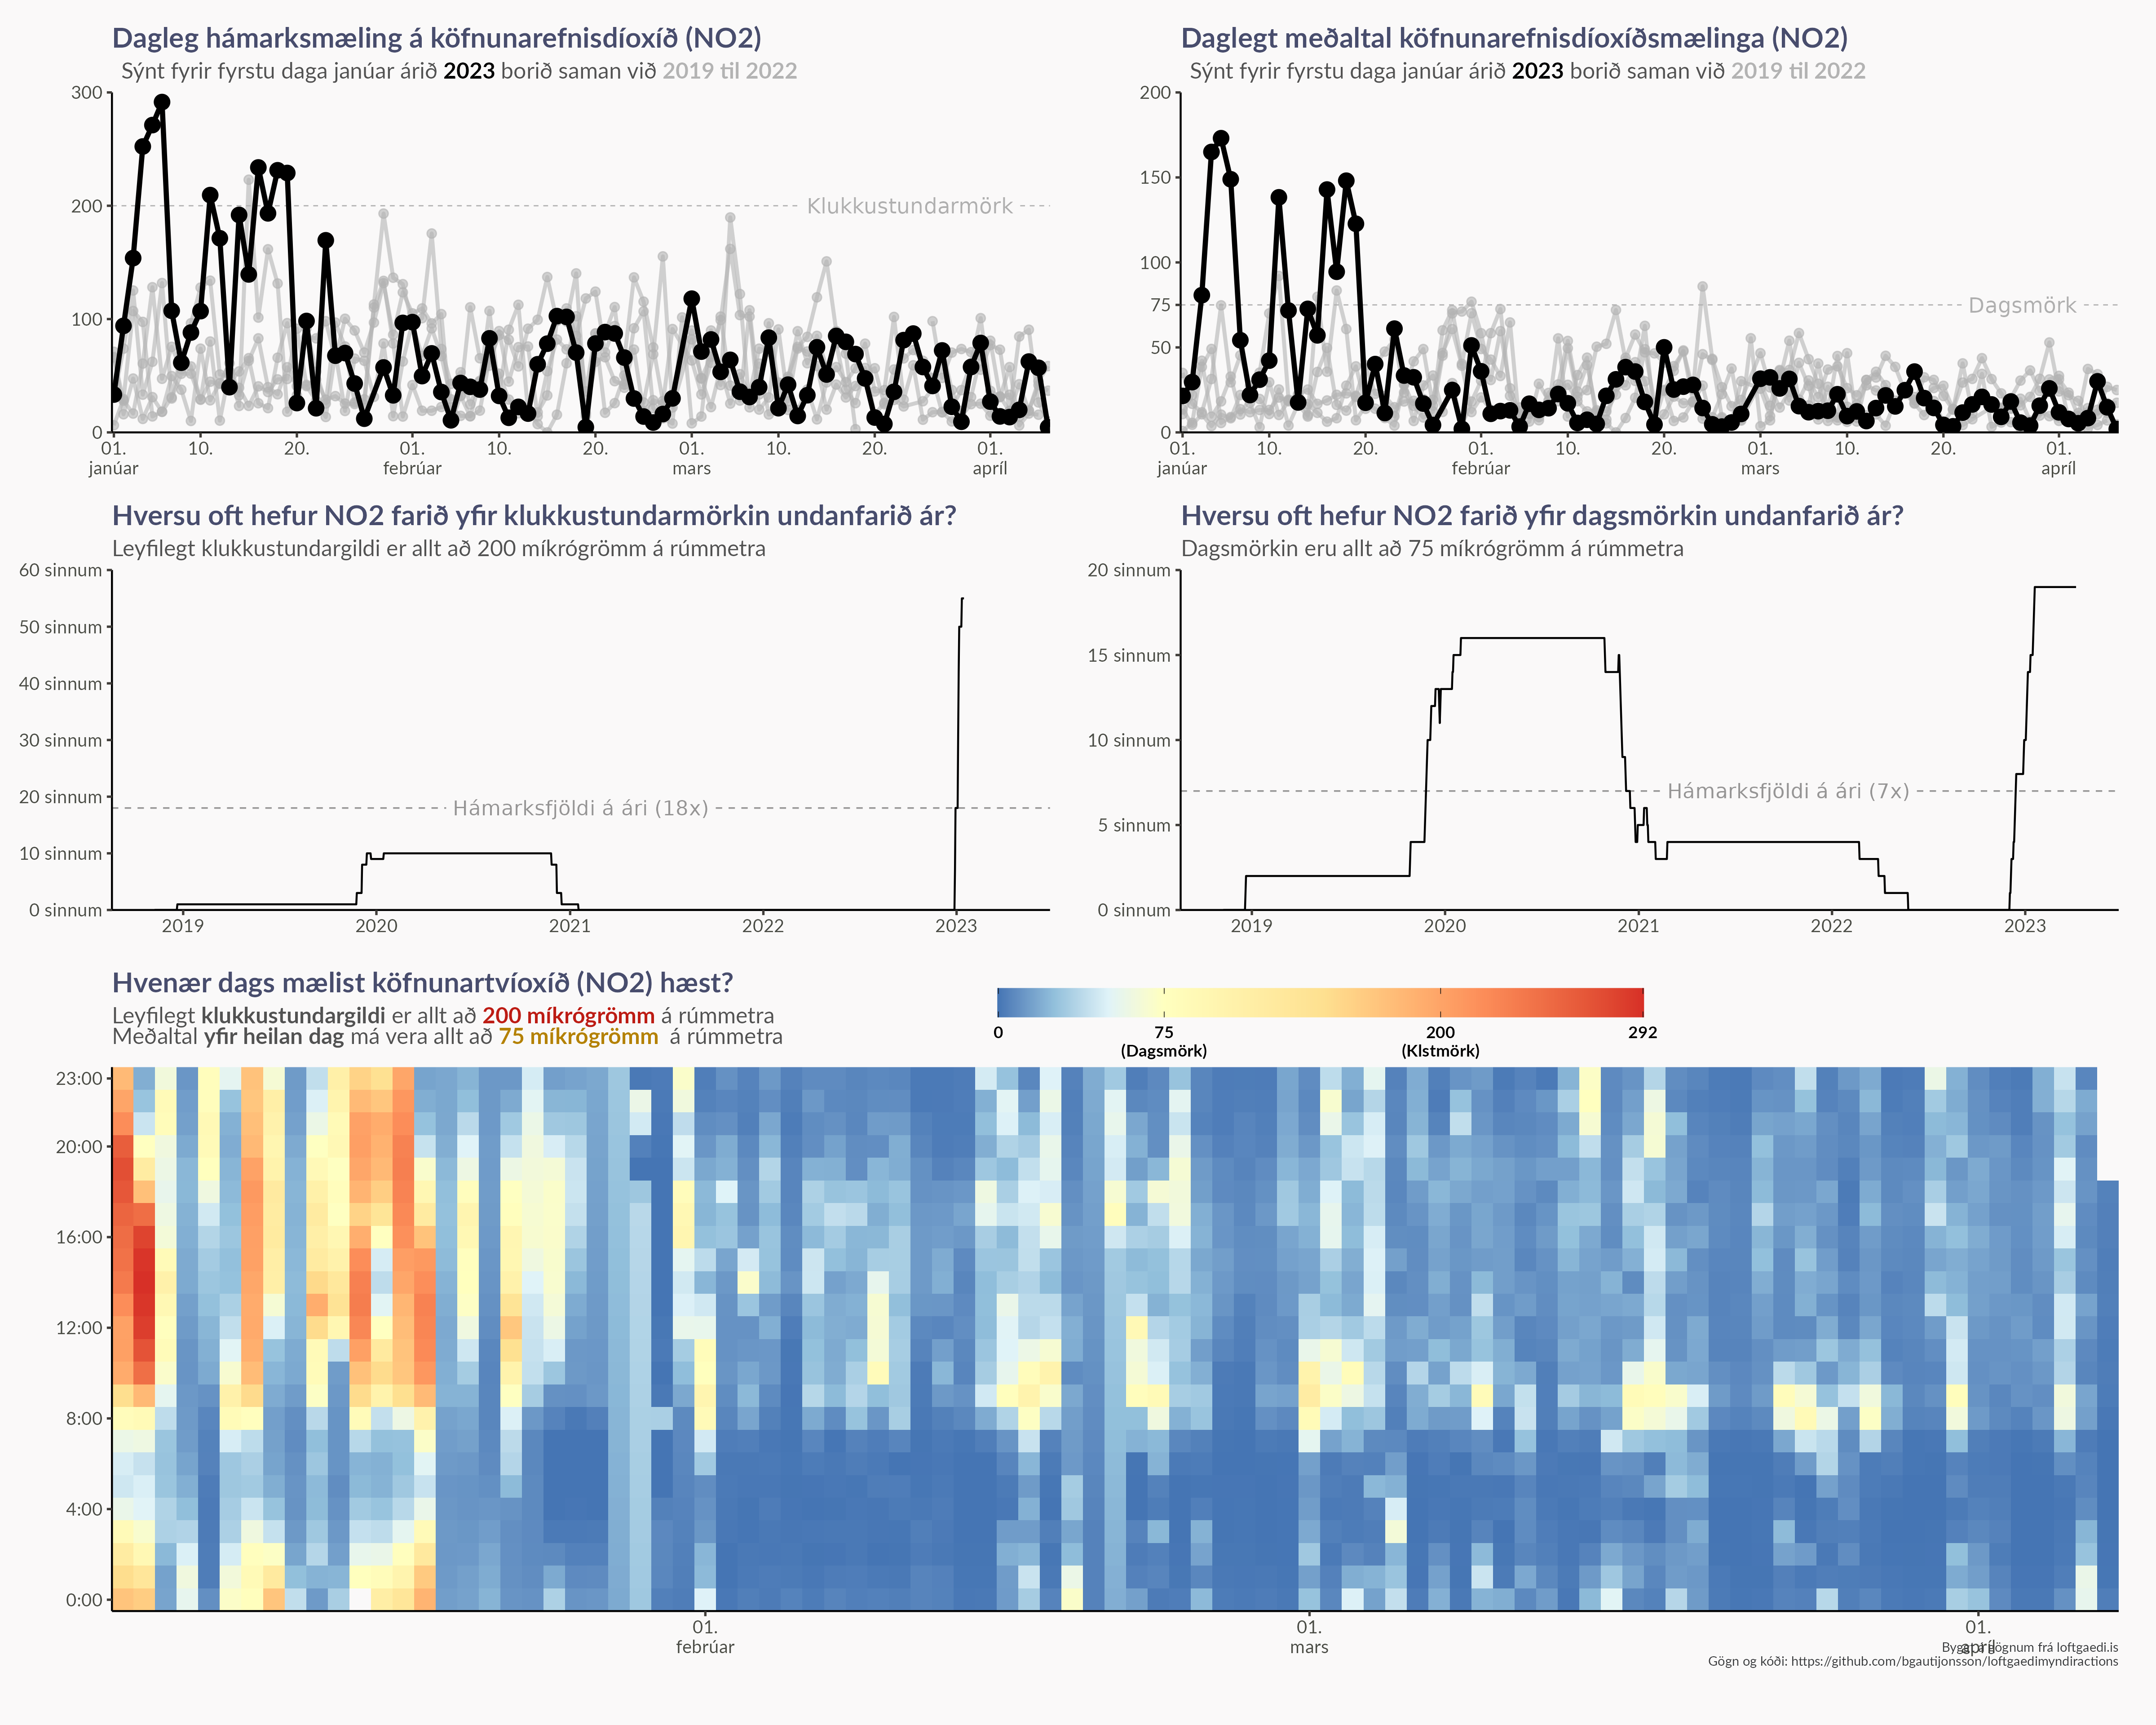 Dagleg hámarksmæling á köfnunarefnisdíoxíð (NO2)
Sýnt fyrir fyrstu daga janúar árið 2023 borið saman við 2019 til 2022
300
200
100
0
Klukkustundarmörk
01. 10. 20. 01. 10. 20. 01. 10. 20. 01.
janúar febrúar mars apríl
Daglegt meðaltal köfnunarefnisdíoxíðsmælinga (NO2)
Sýnt fyrir fyrstu daga janúar árið 2023 borið saman við 2019 til 2022
200
150
100
75
50
0
Dagsmörk
01. 10. 20. 01. 10. 20. 01. 10. 20. 01.
janúar febrúar mars apríl
Hversu oft hefur NO2 farið yfir klukkustundarmörkin undanfarið ár?
Leyfilegt klukkustundargildi er allt að 200 míkrógrömm á rúmmetra
60 sinnum
50 sinnum
40 sinnum
30 sinnum
20 sinnum
10 sinnum
0 sinnum
Hámarksfjöldi á ári (18x)
2019 2020 2021 2022 2023
Hversu oft hefur NO2 farið yfir dagsmörkin undanfarið ár?
Dagsmörkin eru allt að 75 míkrógrömm á rúmmetra
20 sinnum
15 sinnum
10 sinnum
5 sinnum
0 sinnum
Hámarksfjöldi á ári (7x)
2019 2020 2021 2022 2023
Hvenær dags mælist köfnunartvíoxíð (NO2) hæst?
Leyfilegt klukkustundargildi er allt að 200 míkrógrömm á rúmmetra
Meðaltal yfir heilan dag má vera allt að 75 míkrógrömm á rúmmetra
0 75 200 292
(Dagsmörk) (Klstmörk)
23:00
20:00
16:00
12:00
8:00
4:00
0:00
01. 01. 01.
febrúar mars apríl
Byggt á gögnum frá loftgaedi.is
Gögn og kóði: https://github.com/bgautijonsson/loftgaedimyndiractions